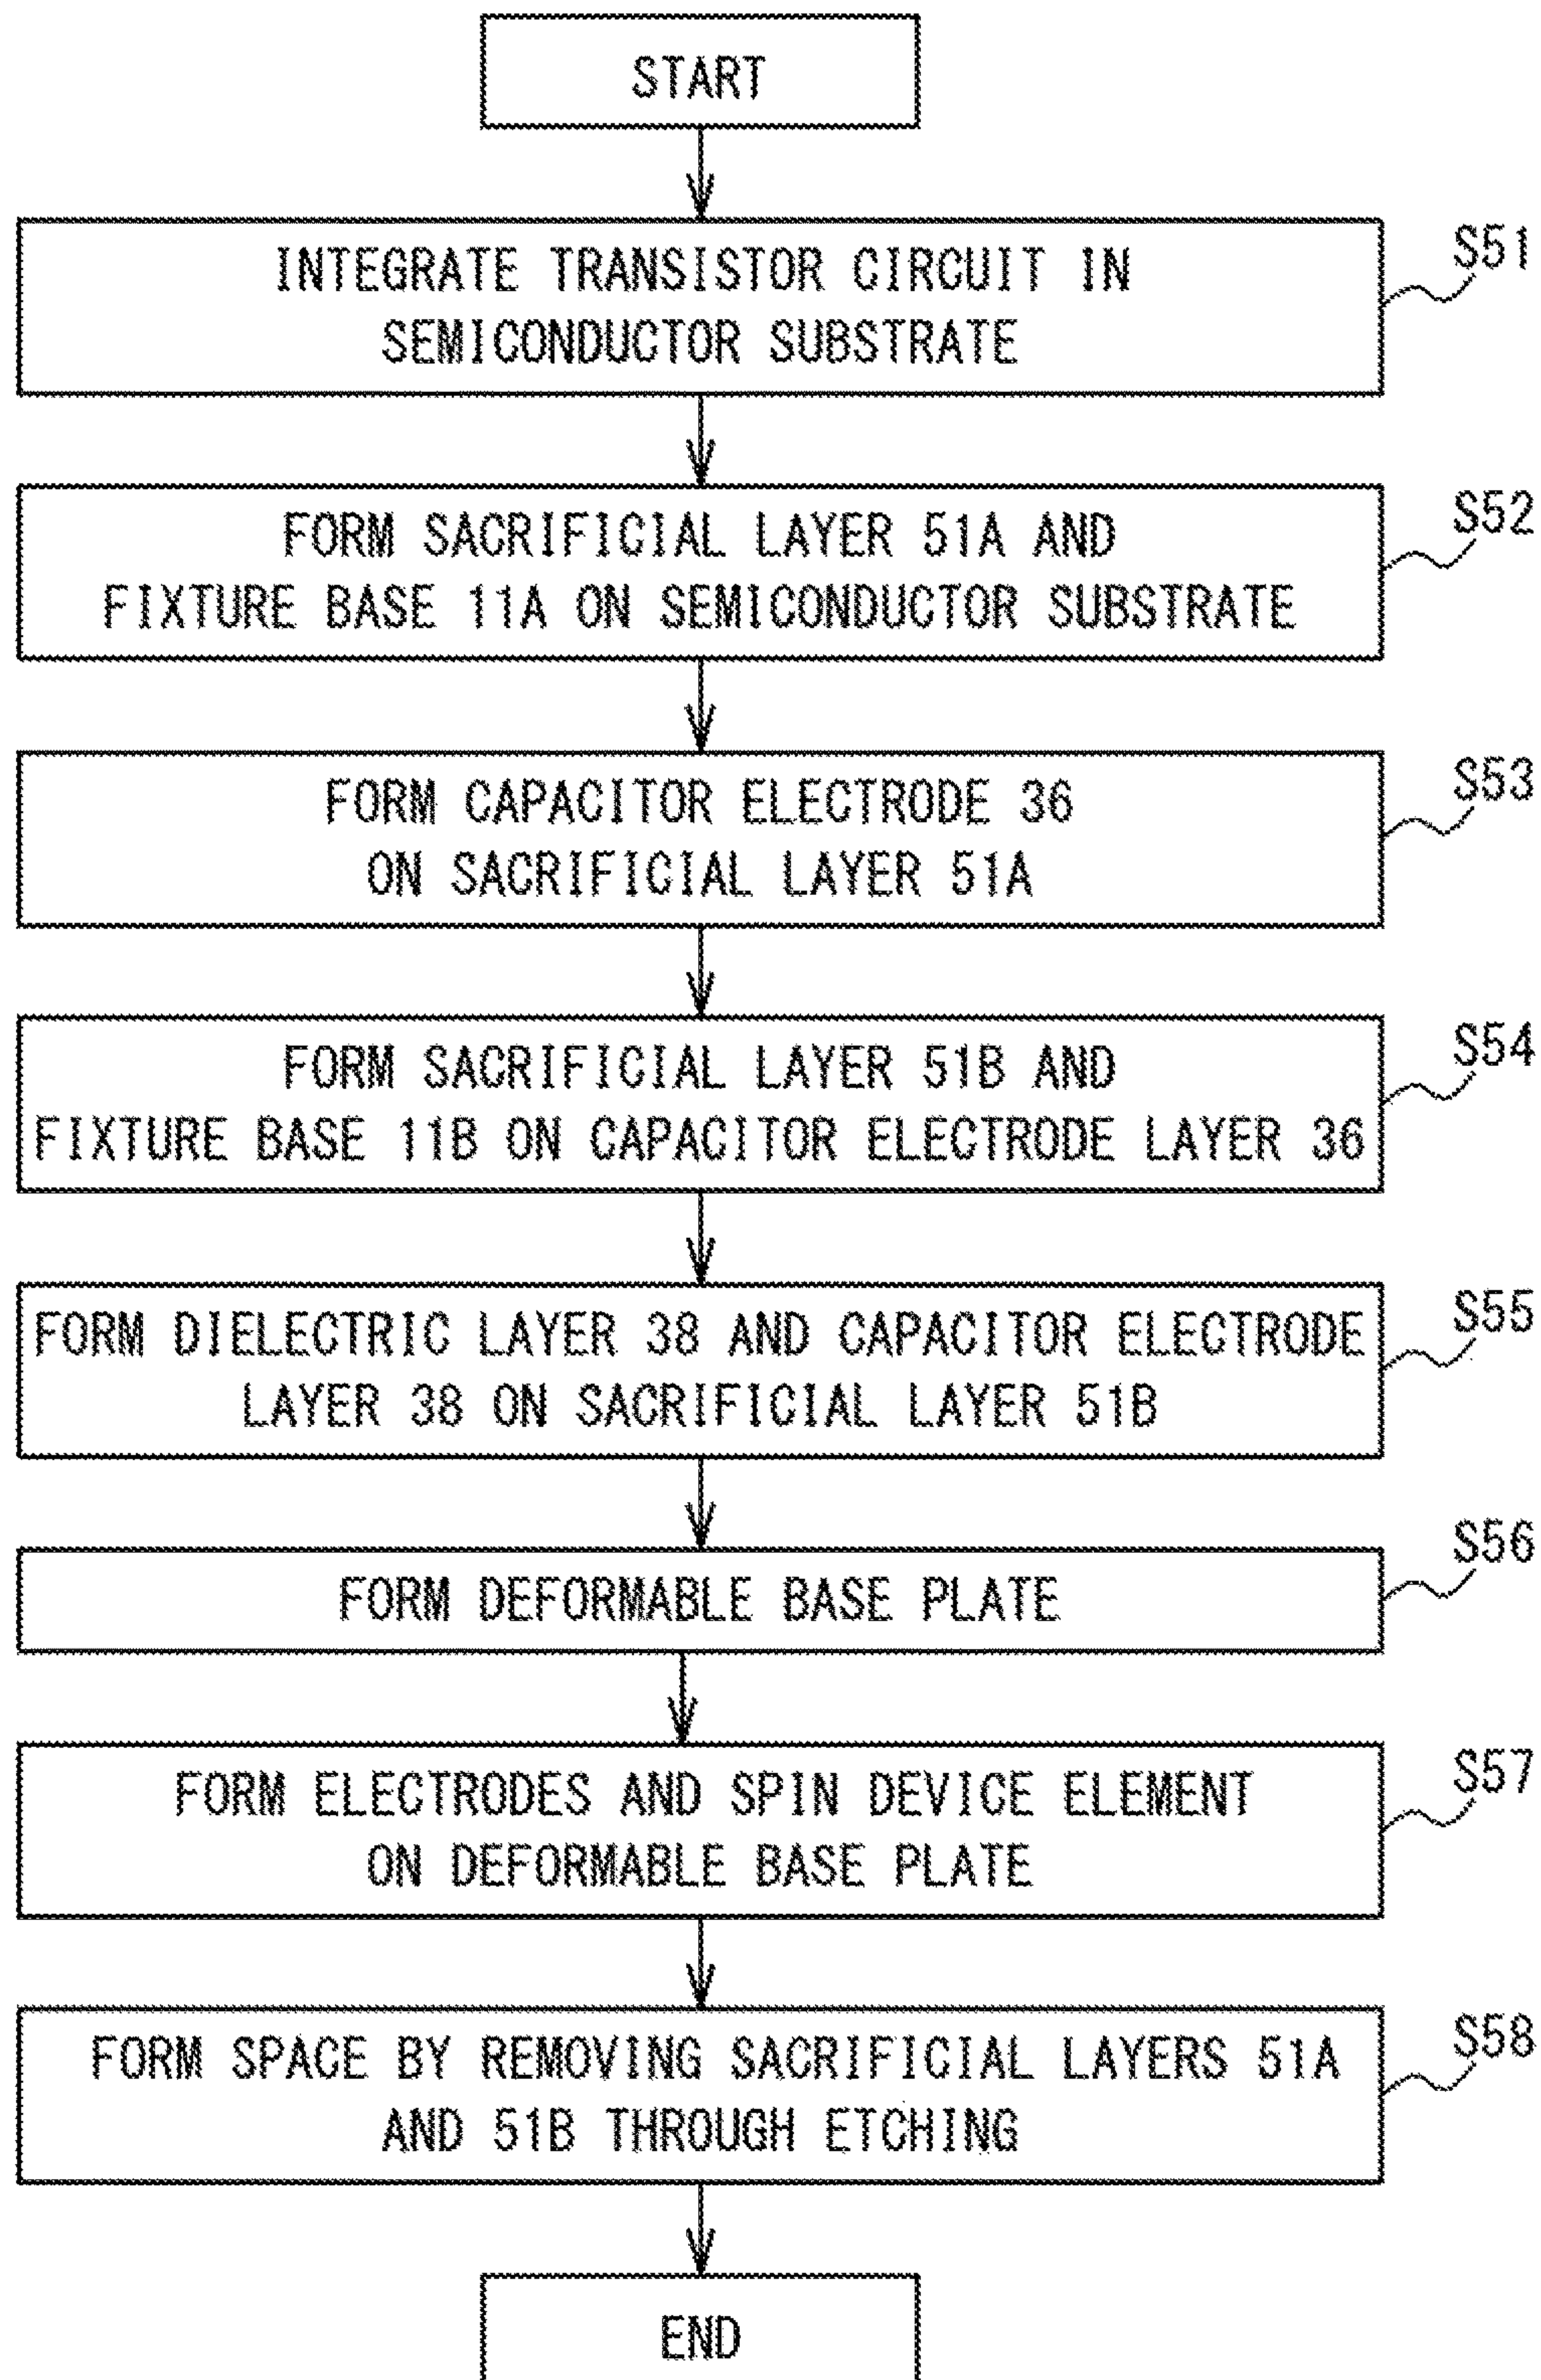 START
INTEGRATE TRANSISTOR CIRCUIT IN
SEMICONDUCTOR SUBSTRATE
S51
FORM SACRIFICIAL LAYER 51A AND
FIXTURE BASE 11A ON SEMICONDUCTOR SUBSTRATE
S52
FORM CAPACITOR ELECTRODE 36
ON SACRIFICIAL LAYER 51A
S53
FORM SACRIFICIAL LAYER 51B AND
FIXTURE BASE 11B ON CAPACITOR ELECTRODE LAYER 36
S54
FORM DIELECTRIC LAYER 38 AND CAPACITOR ELECTRODE
LAYER 38 ON SACRIFICIAL LAYER 51B
S55
FORM DEFORMABLE BASE PLATE
S56
FORM ELECTRODES AND SPIN DEVICE ELEMENT
ON DEFORMABLE BASE PLATE
S57
FORM SPACE BY REMOVING SACRIFICIAL LAYERS 51A
AND 51B THROUGH ETCHING
S58
END